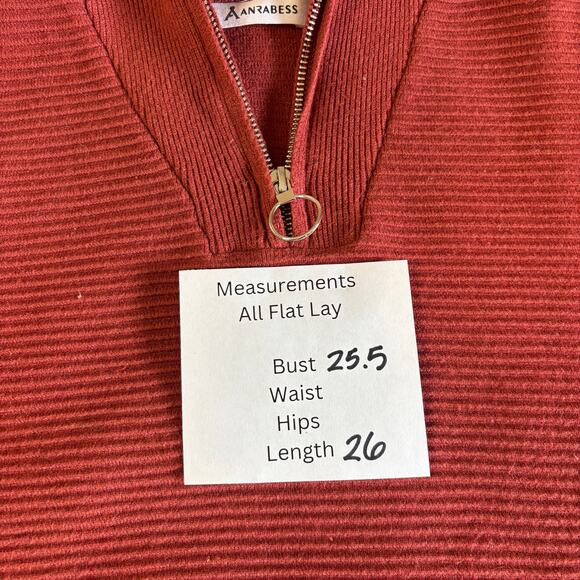 ANRABESS
Measurements
All Flat Lay
Bust 25.5
Waist
Hips
Length 26